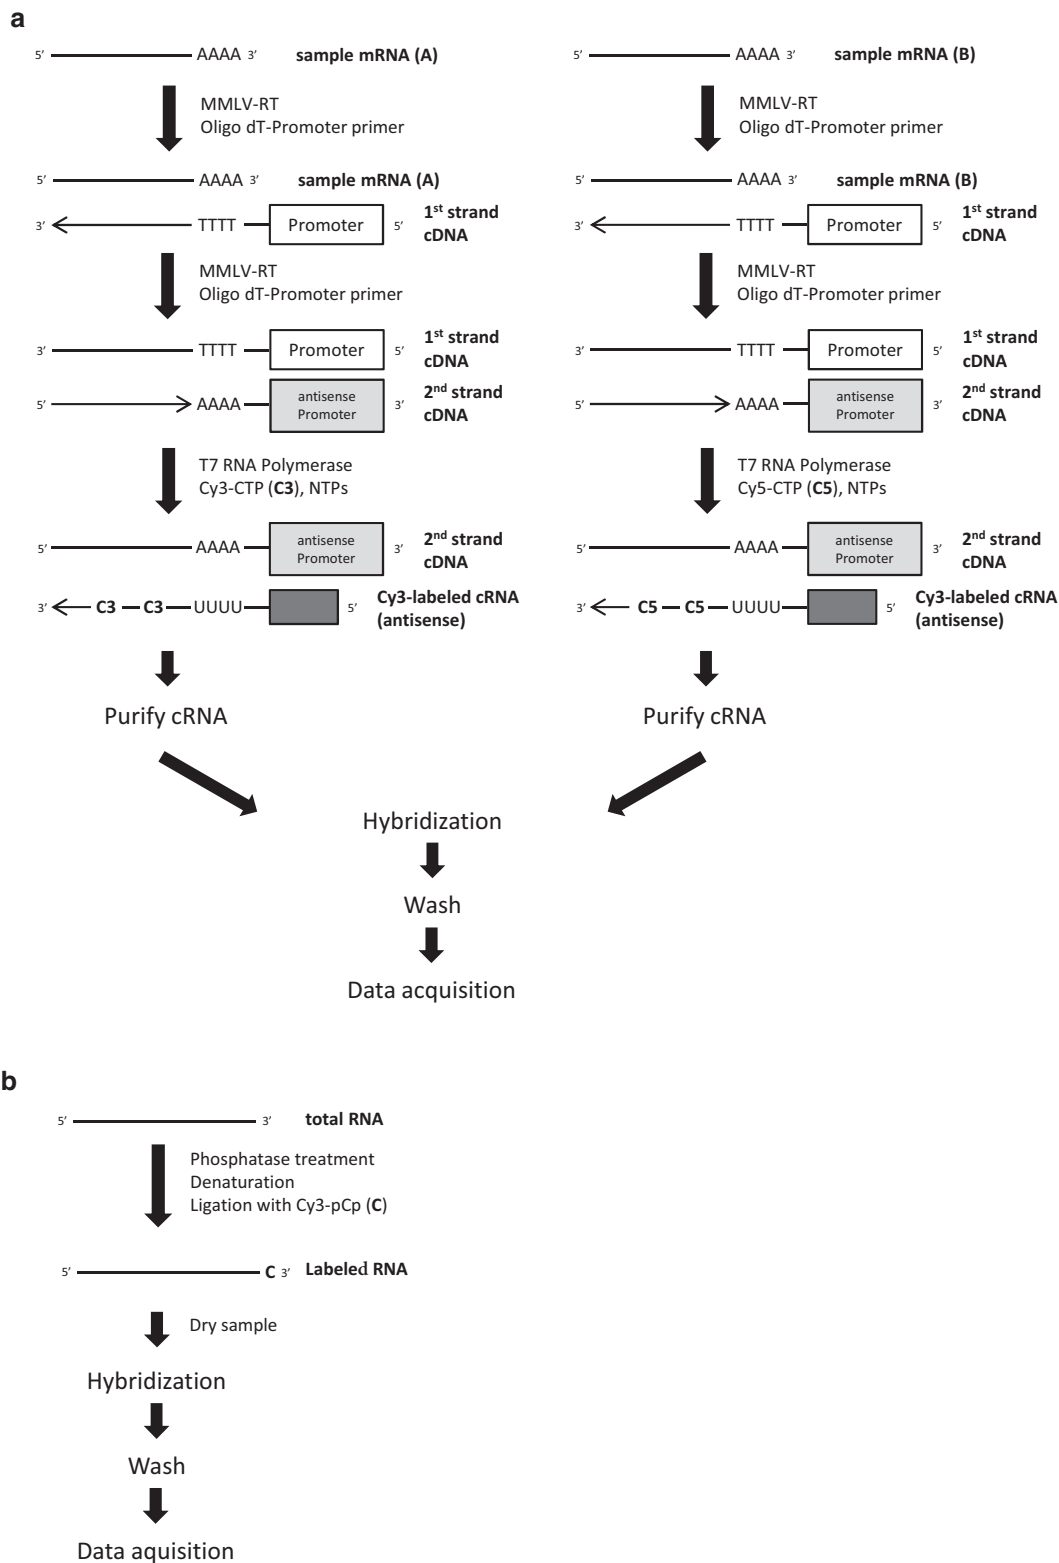 a
5′ AAAA 3′ sample mRNA (A)
MMLV-RT
Oligo dT-Promoter primer
5′ AAAA 3′ sample mRNA (A)
3′ TTTT Promoter 5′ 1st strand
cDNA
MMLV-RT
Oligo dT-Promoter primer
3′ TTTT Promoter 5′ 1st strand
cDNA
5′ AAAA antisense
Promoter 3′ 2nd strand
cDNA
T7 RNA Polymerase
Cy3-CTP (C3), NTPs
5′ AAAA antisense
Promoter 3′ 2nd strand
cDNA
3′ C3 C3 UUUU 5′ Cy3-labeled cRNA
(antisense)
Purify cRNA
5′ AAAA 3′ sample mRNA (B)
MMLV-RT
Oligo dT-Promoter primer
5′ AAAA 3′ sample mRNA (B)
3′ TTTT Promoter 5′ 1st strand
cDNA
MMLV-RT
Oligo dT-Promoter primer
3′ TTTT Promoter 5′ 1st strand
cDNA
5′ AAAA antisense
Promoter 3′ 2nd strand
cDNA
T7 RNA Polymerase
Cy5-CTP (C5), NTPs
5′ AAAA antisense
Promoter 3′ 2nd strand
cDNA
3′ C5 C5 UUUU 5′ Cy3-labeled cRNA
(antisense)
Purify cRNA
Hybridization
Wash
Data acquisition
b
5′ 3′ total RNA
Phosphatase treatment
Denaturation
Ligation with Cy3-pCp (C)
5′ C 3′ Labeled RNA
Dry sample
Hybridization
Wash
Data aquisition